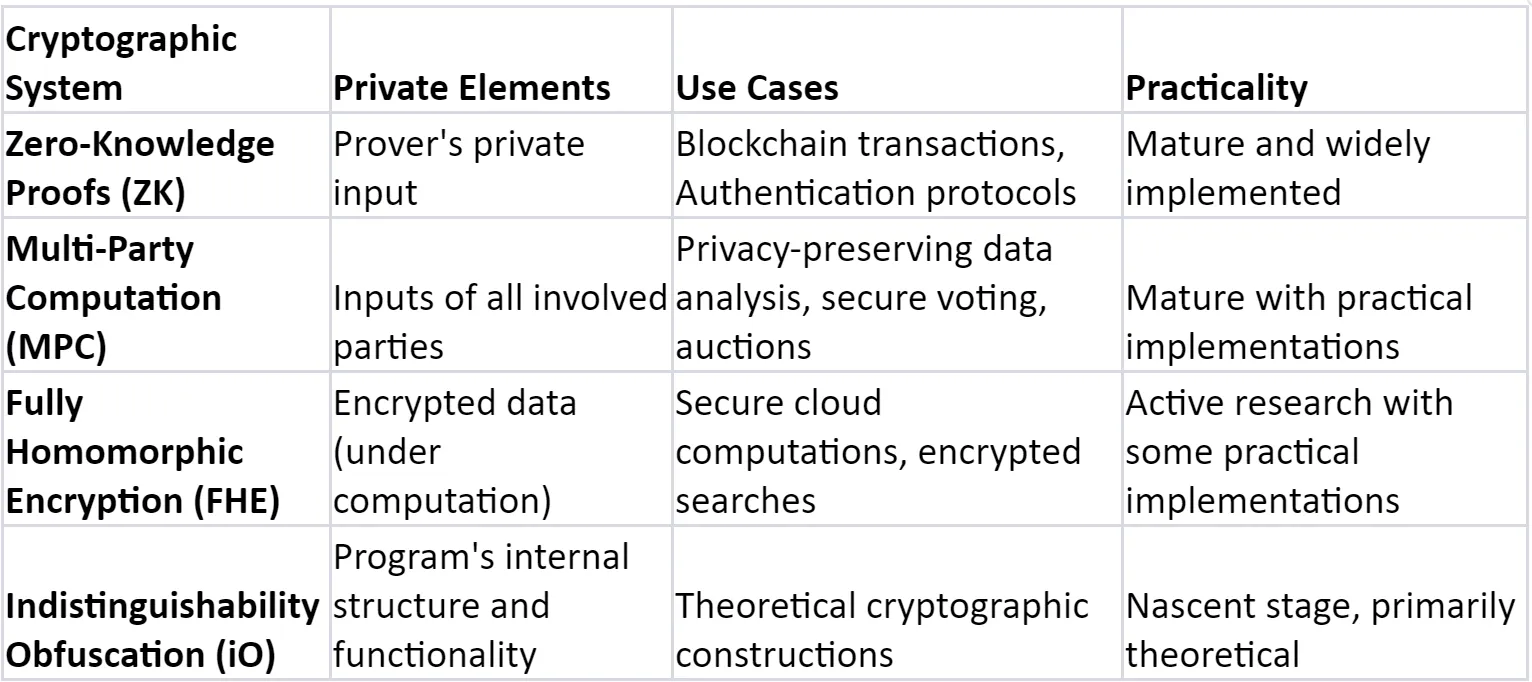 Cryptographic
System
Private Elements
Use Cases
Practicality
Zero-Knowledge
Proofs (ZK)
Prover's private
input
Blockchain transactions,
Authentication protocols
Mature and widely
implemented
Multi-Party
Computation
(MPC)
Inputs of all involved
parties
Privacy-preserving data
analysis, secure voting,
auctions
Mature with practical
implementations
Fully
Homomorphic
Encryption (FHE)
Encrypted data
(under
computation)
Secure cloud
computations, encrypted
searches
Active research with
some practical
implementations
Indistinguishability
Obfuscation (iO)
Program's internal
structure and
functionality
Theoretical cryptographic
constructions
Nascent stage, primarily
theoretical